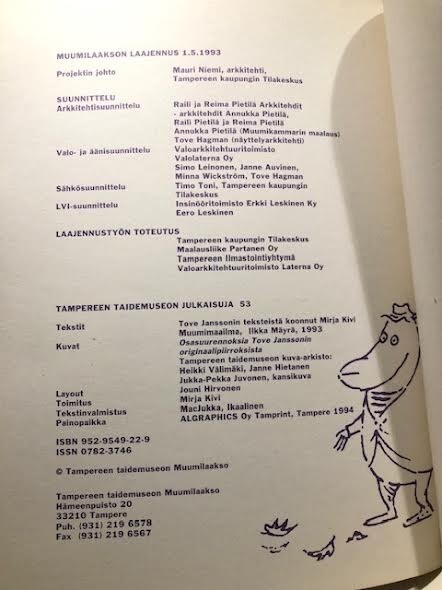 MUUMILAAKSON LAAJENNUS 1.5.1993
Projektin johto Mauri Niemi, arkkitehti,
Tampereen kaupungin Tilakeskus
SUUNNITTELU
Arkkitehtisuunnittelu Raili ja Reima Pietilä Arkkitehdit
- arkkitehdit Annukka Pietilä,
Raili Pietilä ja Reima Pietilä
Annukka Pietilä (Muumikammarin maalaus)
Tove Hagman (näyttelyarkkitehti)
Valo- ja äänisuunnittelu Valoarkkitehtuuritoimisto
Valolaterna Oy
Simo Leinonen, Janne Auvinen,
Minna Wickström, Tove Hagman
Sähkösuunnittelu Timo Toni, Tampereen kaupungin
Tilakeskus
LVI-suunnittelu Insinööritoimisto Erkki Leskinen Ky
Eero Leskinen
LAAJENNUSTYÖN TOTEUTUS
Tampereen kaupungin Tilakeskus
Maalausliike Partanen Oy
Tampereen Ilmastointiyhtymä
Valoarkkitehtuuritoimisto Laterna Oy
TAMPEREEN TAIDEMUSEON JULKAISUJA 53
Tekstit Tove Janssonin teksteistä koonnut Mirja Kivi
Muumimaailma, Ilkka Mäyrä, 1993
Kuvat Osasuurennoksia Tove Janssonin
originaalipiirroksista
Tampereen taidemuseon kuva-arkisto:
Heikki Välimäki, Janne Hietanen
Jukka-Pekka Juvonen, kansikuva
Layout Jouni Hirvonen
Toimitus Mirja Kivi
Tekstinvalmistus MacJukka, Ikaalinen
Painopaikka ALGRAPHICS Oy Tamprint, Tampere 1994
ISBN 952-9549-22-9
ISSN 0782-3746
© Tampereen taidemuseon Muumilaakso
Tampereen taidemuseon Muumilaakso
Hämeenpuisto 20
33210 Tampere
Puh. (931) 219 6578
Fax (931) 219 6567